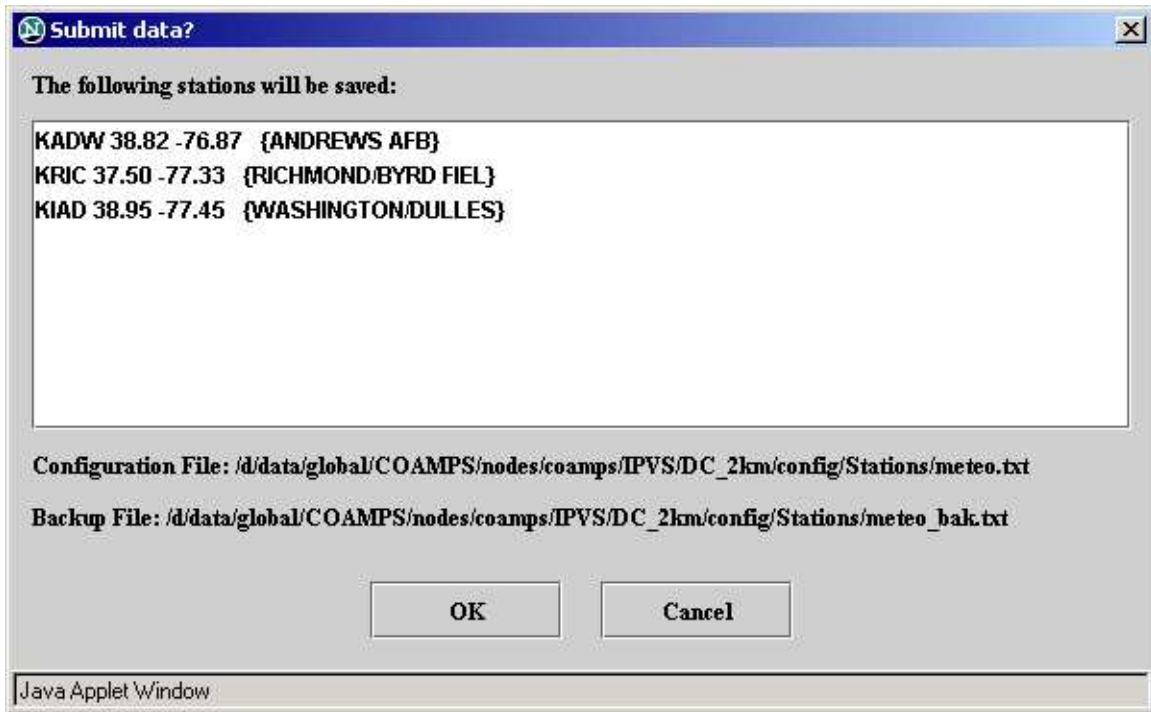 Submit data?
The following stations will be saved:
KADW 38.82 -76.87 {ANDREWS AFB}
KRIC 37.50 -77.33 {RICHMOND/BYRD FIEL}
KIAD 38.95 -77.45 {WASHINGTON/DULLES}
Configuration File: /d/data/global/COAMPS/nodes/coamps/IPVS/DC_2km/config/Stations/meteo.txt
Backup File: /d/data/global/COAMPS/nodes/coamps/IPVS/DC_2km/config/Stations/meteo_bak.txt
OK Cancel
Java Applet Window